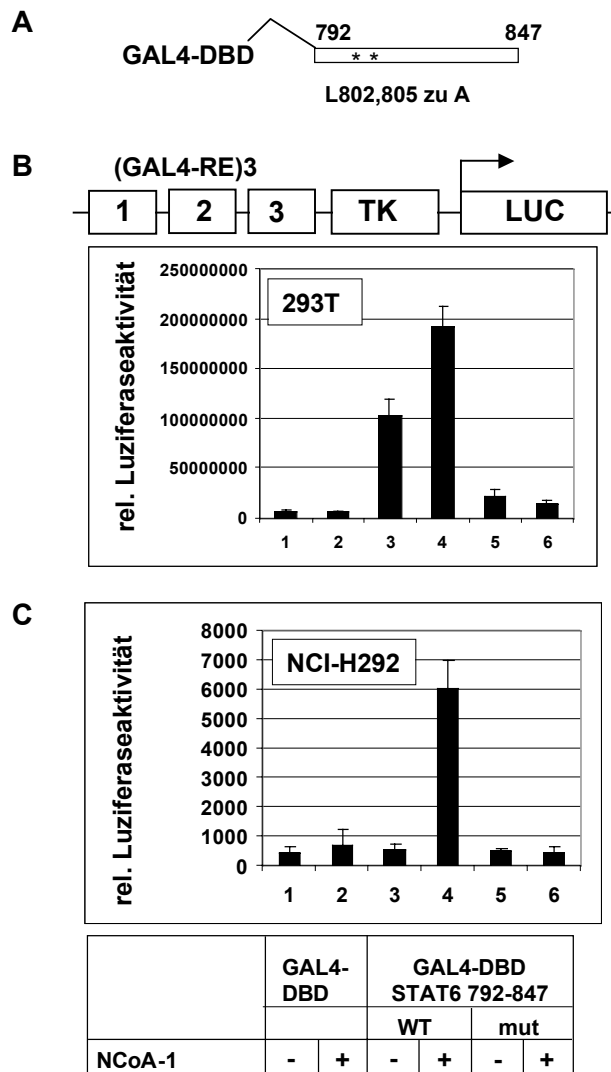 A
792 847
GAL4-DBD
* *
L802,805 zu A
B
(GAL4-RE)3
1 2 3 TK LUC
rel. Luziferaseaktivität
293T
250000000
200000000
150000000
100000000
50000000
0
1 2 3 4 5 6
C
rel. Luziferaseaktivität
NCI-H292
8000
7000
6000
5000
4000
3000
2000
1000
0
1 2 3 4 5 6
GAL4-
DBD
GAL4-DBD
STAT6 792-847
WT mut
NCoA-1 - + - + - +